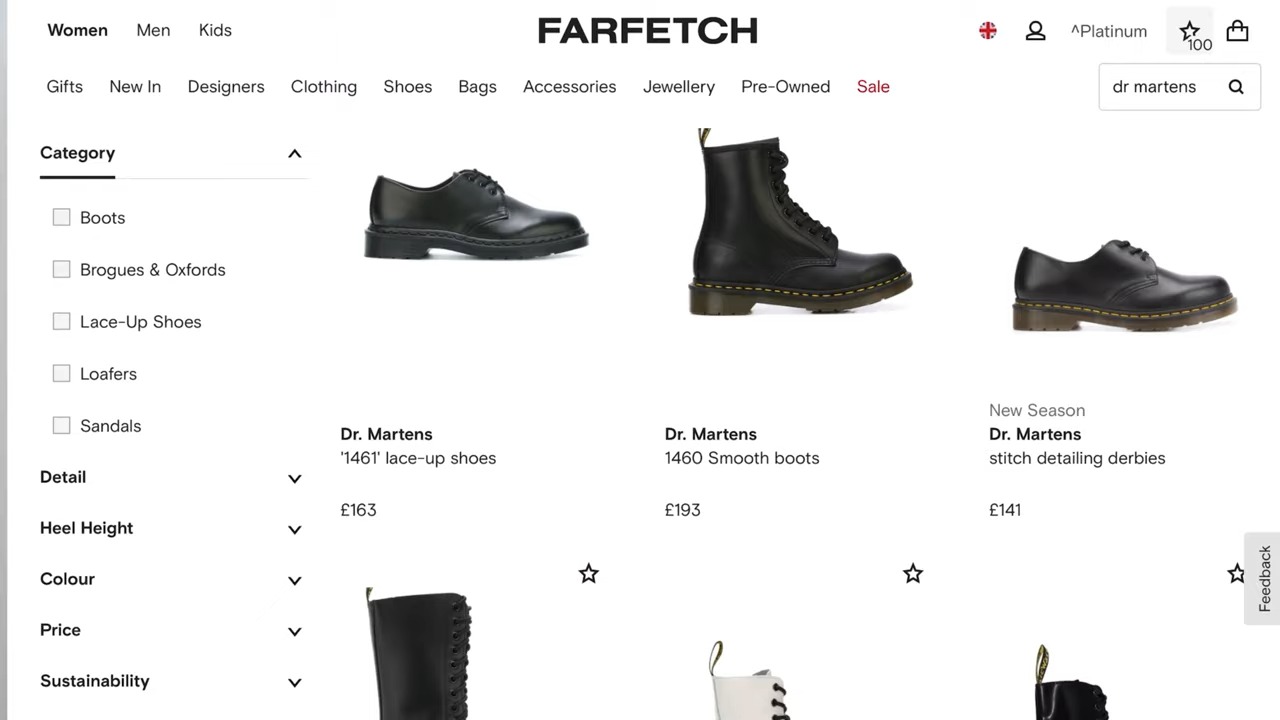 Women Men Kids
FARFETCH
^Platinum
100
Gifts New In Designers Clothing Shoes Bags Accessories Jewellery Pre-Owned Sale
dr martens
Category
Boots
Brogues & Oxfords
Lace-Up Shoes
Loafers
Sandals
Detail
Heel Height
Colour
Price
Sustainability
Dr. Martens
'1461' lace-up shoes
£163
Dr. Martens
1460 Smooth boots
£193
New Season
Dr. Martens
stitch detailing derbies
£141
Feedback